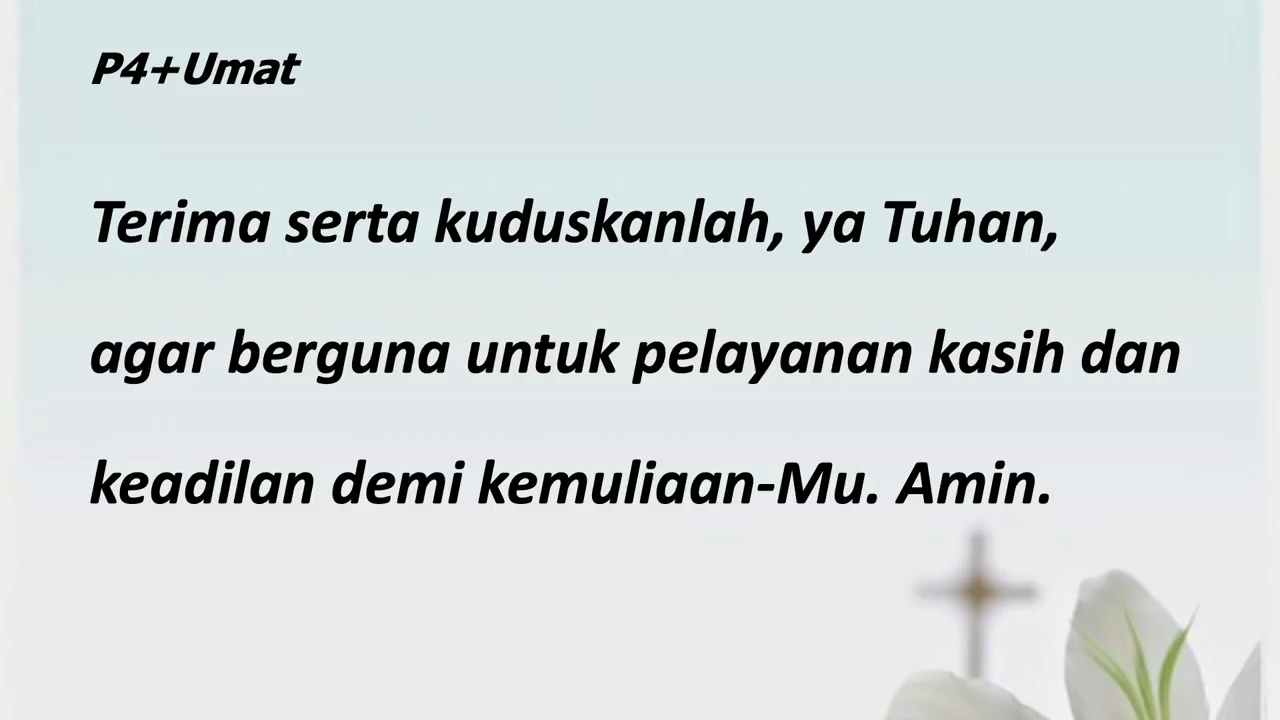 P4+Umat
Terima serta kuduskanlah, ya Tuhan,
agar berguna untuk pelayanan kasih dan
keadilan demi kemuliaan-Mu. Amin.